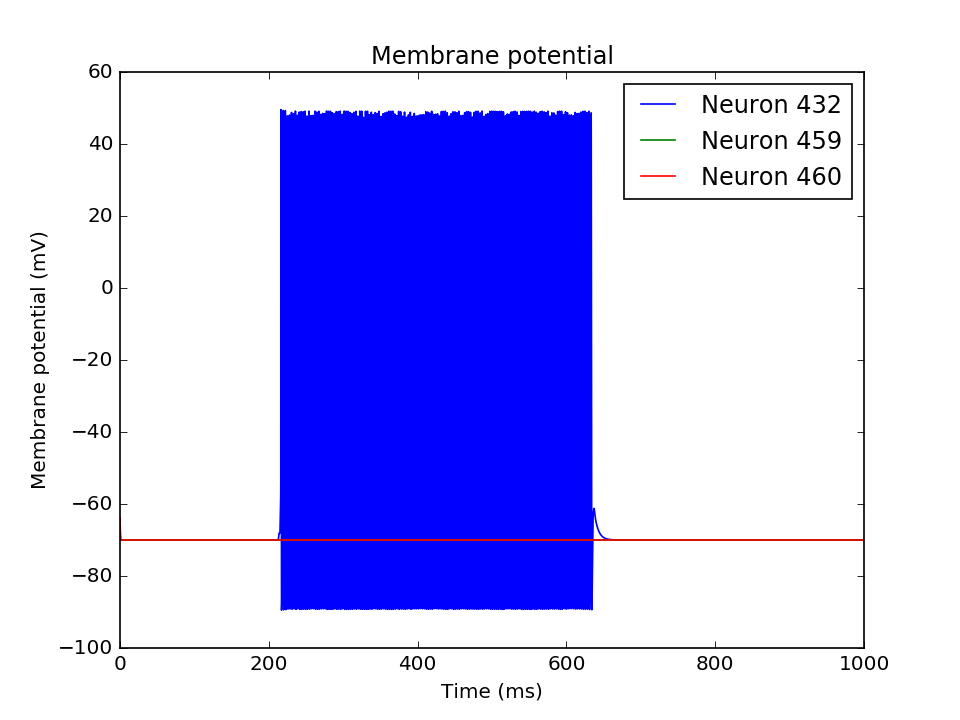 Membrane potential
60
40
20
0
−20
−40
−60
−80
−100
Membrane potential (mV)
Neuron 432
Neuron 459
Neuron 460
0 200 400 600 800 1000
Time (ms)